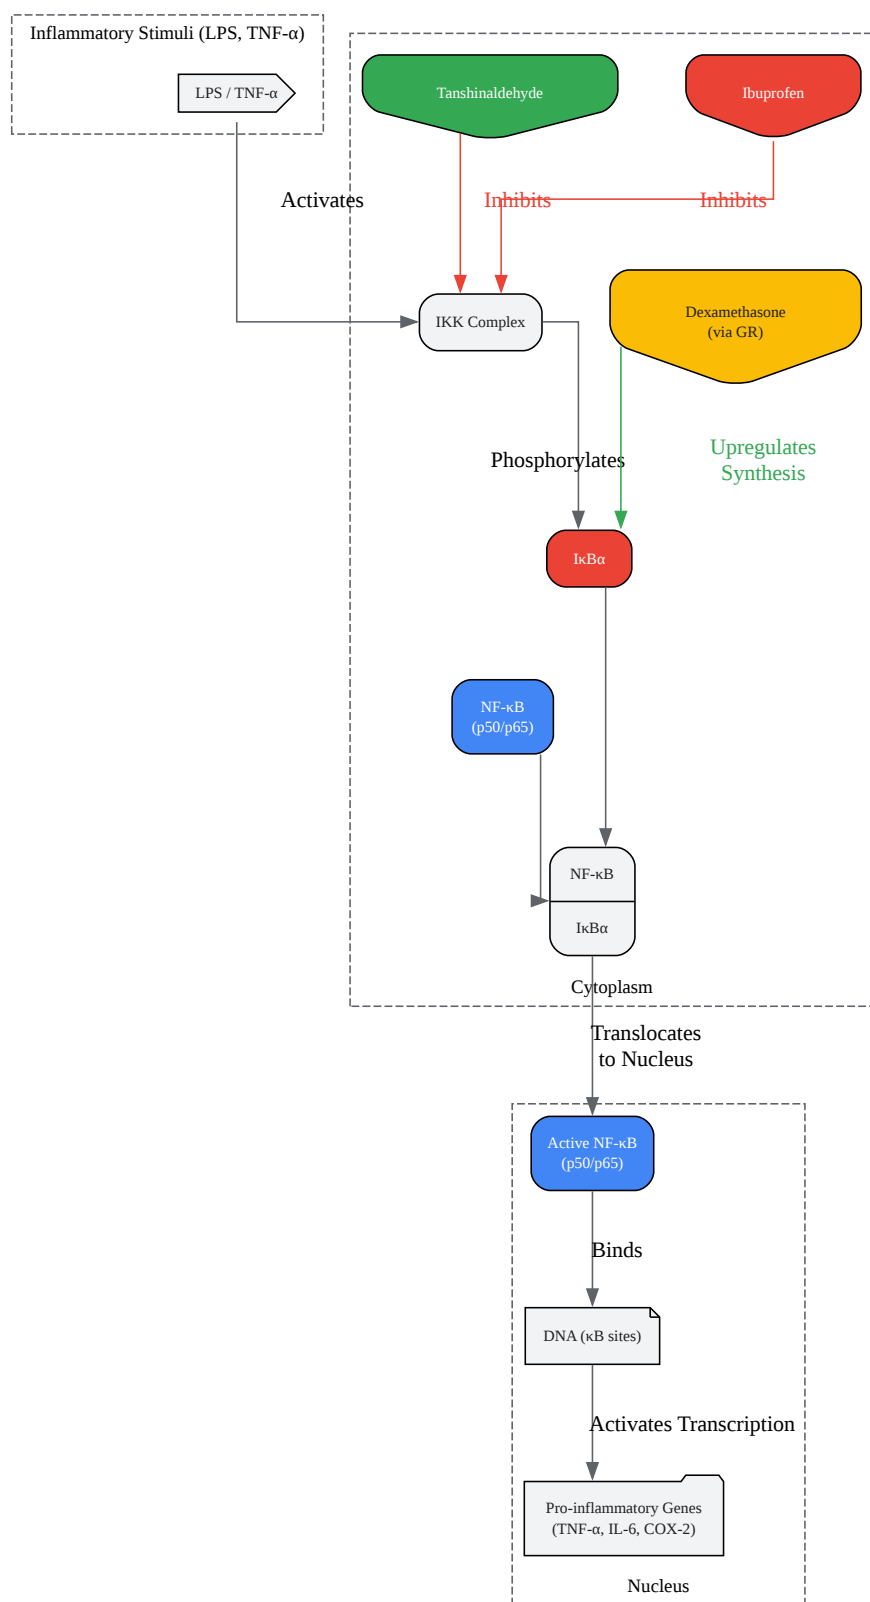 Inflammatory Stimuli (LPS, TNF-α)
LPS / TNF-α
Tanshinaldehyde
Ibuprofen
Activates
Inhibits
Inhibits
IKK Complex
Dexamethasone
(via GR)
Phosphorylates
Upregulates
Synthesis
IκBα
NF-κB
(p50/p65)
NF-κB
IκBα
Cytoplasm
Translocates
to Nucleus
Active NF-κB
(p50/p65)
Binds
DNA (κB sites)
Activates Transcription
Pro-inflammatory Genes
(TNF-α, IL-6, COX-2)
Nucleus